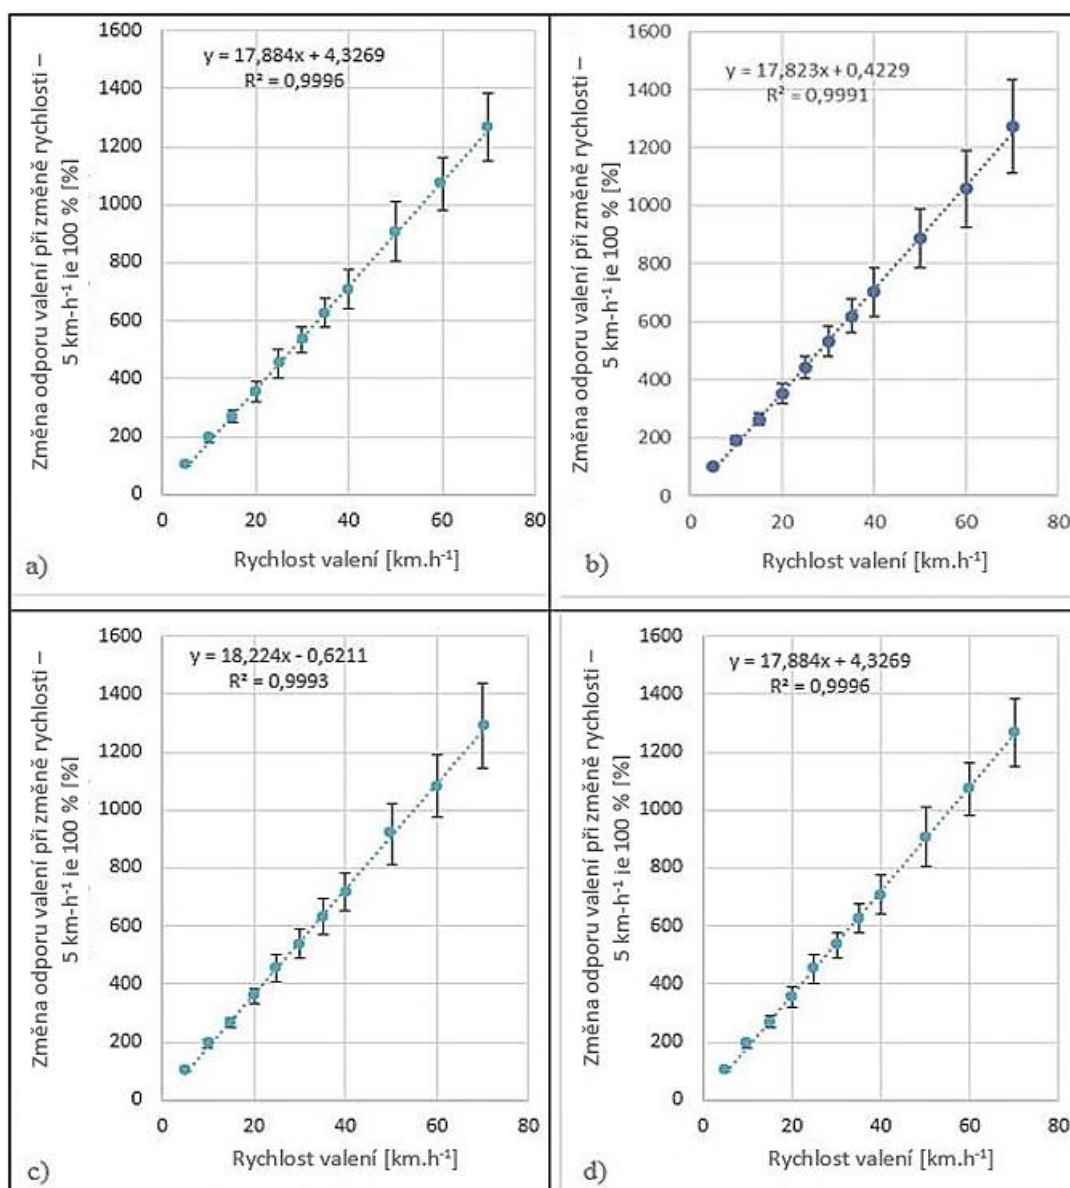 y = 17,884x + 4,3269
R² = 0,9996
Změna odporu valení při změně rychlosti –
5 km-h⁻¹ ie 100 % [%]
1600
1400
1200
1000
800
600
400
200
0
0 20 40 60 80
Rychlost valení [km.h⁻¹]
a)
y = 17,823x + 0,4229
R² = 0,9991
Změna odporu valení při změně rychlosti –
5 km-h⁻¹ ie 100 % [%]
1600
1400
1200
1000
800
600
400
200
0
0 20 40 60 80
Rychlost valení [km.h⁻¹]
b)
y = 18,224x - 0,6211
R² = 0,9993
Změna odporu valení při změně rychlosti –
5 km-h⁻¹ ie 100 % [%]
1600
1400
1200
1000
800
600
400
200
0
0 20 40 60 80
Rychlost valení [km.h⁻¹]
c)
y = 17,884x + 4,3269
R² = 0,9996
Změna odporu valení při změně rychlosti –
5 km-h⁻¹ ie 100 % [%]
1600
1400
1200
1000
800
600
400
200
0
0 20 40 60 80
Rychlost valení [km.h⁻¹]
d)